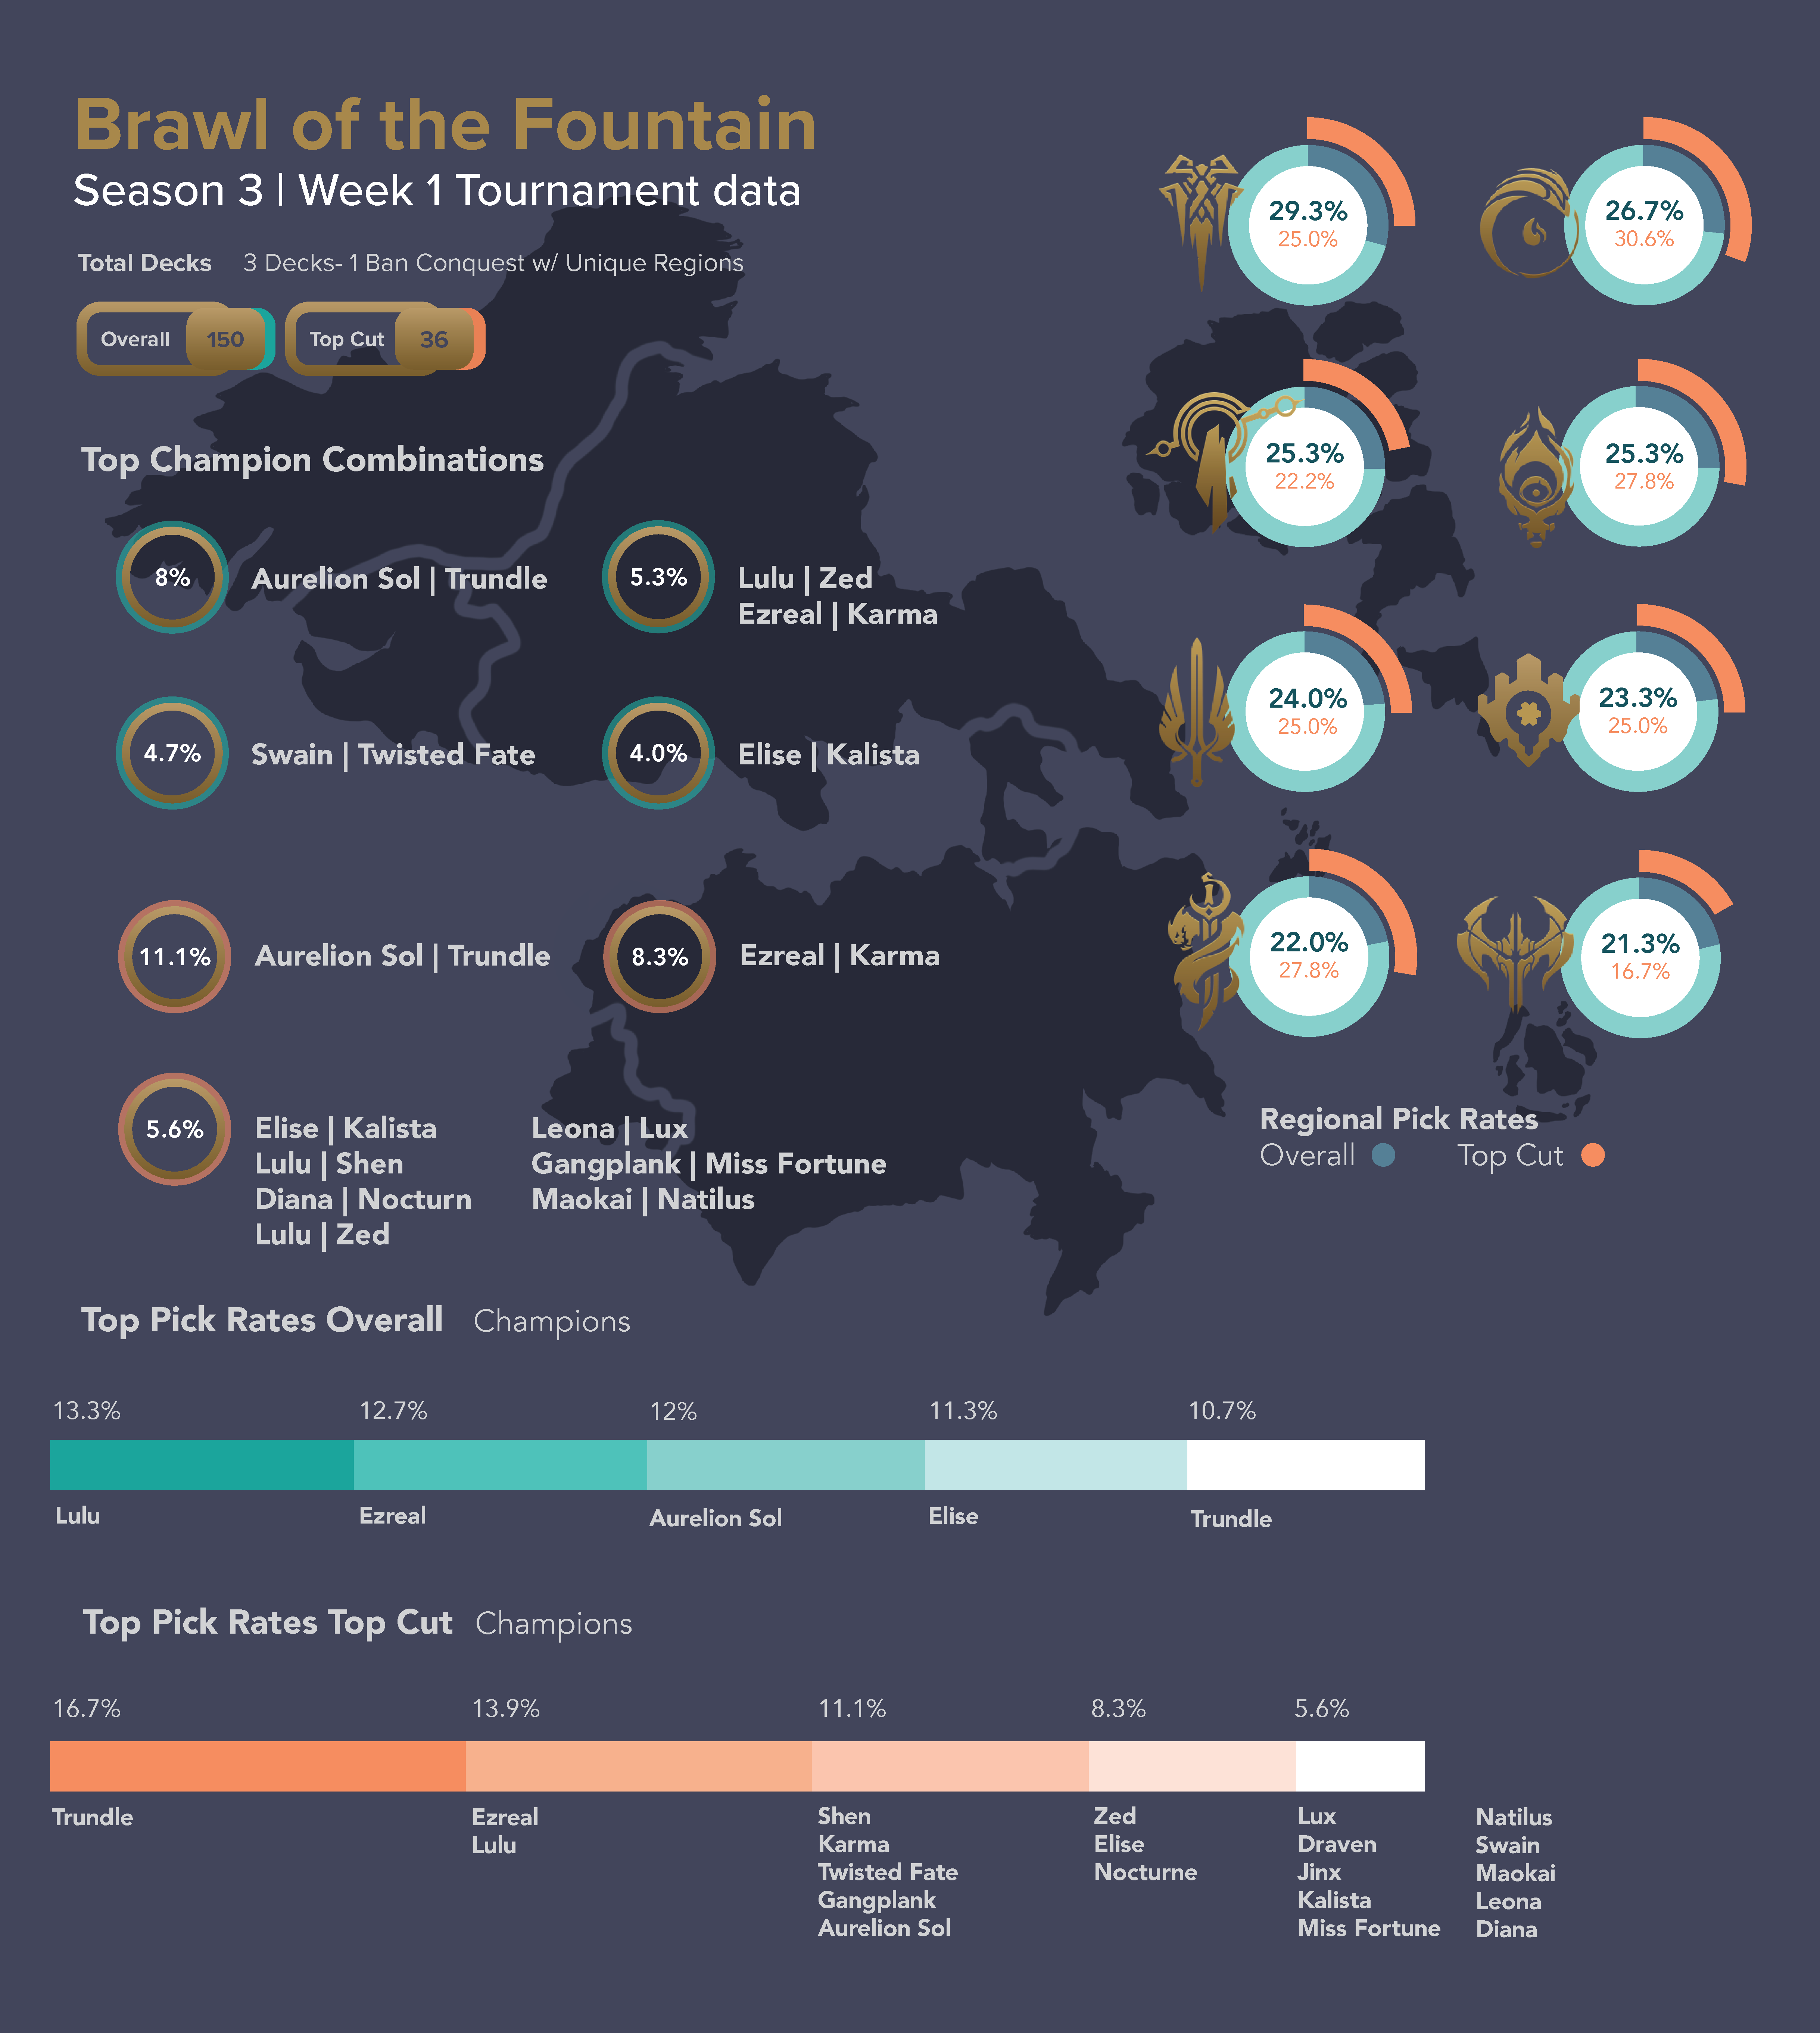 Brawl of the Fountain
Season 3 | Week 1 Tournament data
Total Decks 3 Decks- 1 Ban Conquest w/ Unique Regions
Overall 150 Top Cut 36
Top Champion Combinations
8% Aurelion Sol | Trundle
5.3% Lulu | Zed
Ezreal | Karma
4.7% Swain | Twisted Fate
4.0% Elise | Kalista
11.1% Aurelion Sol | Trundle
8.3% Ezreal | Karma
5.6%
Elise | Kalista
Lulu | Shen
Diana | Nocturn
Lulu | Zed
Leona | Lux
Gangplank | Miss Fortune
Maokai | Natilus
29.3%
25.0%
26.7%
30.6%
25.3%
22.2%
25.3%
27.8%
24.0%
25.0%
23.3%
25.0%
22.0%
27.8%
21.3%
16.7%
Regional Pick Rates
Overall Top Cut
Top Pick Rates Overall Champions
13.3% 12.7% 12% 11.3% 10.7%
Lulu Ezreal Aurelion Sol Elise Trundle
Top Pick Rates Top Cut Champions
16.7% 13.9% 11.1% 8.3% 5.6%
Trundle
Ezreal
Lulu
Shen
Karma
Twisted Fate
Gangplank
Aurelion Sol
Zed
Elise
Nocturne
Lux
Draven
Jinx
Kalista
Miss Fortune
Natilus
Swain
Maokai
Leona
Diana